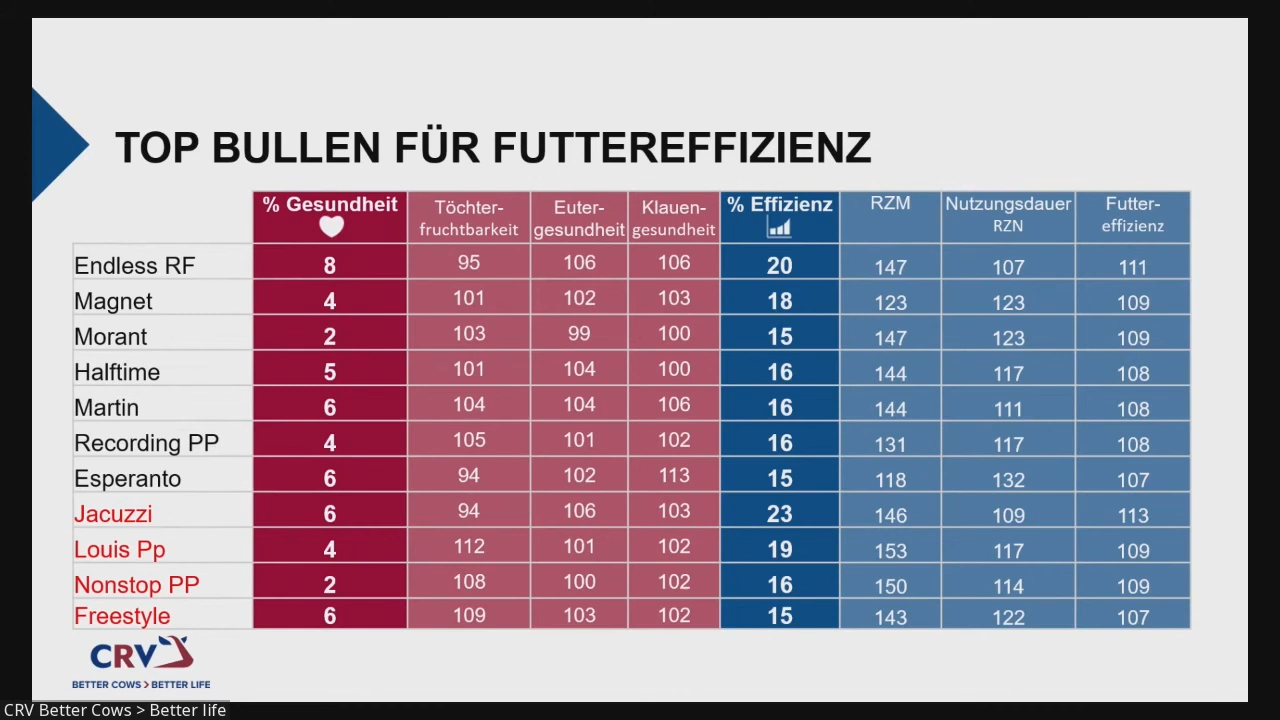 TOP BULLEN FÜR FUTTEREFFIZIENZ
% Gesundheit Töchter- fruchtbarkeit Euter- gesundheit Klauen- gesundheit % Effizienz RZM Nutzungsdauer RZN Futter- effizienz
Endless RF 8 95 106 106 20 147 107 111
Magnet 4 101 102 103 18 123 123 109
Morant 2 103 99 100 15 147 123 109
Halftime 5 101 104 100 16 144 117 108
Martin 6 104 104 106 16 144 111 108
Recording PP 4 105 101 102 16 131 117 108
Esperanto 6 94 102 113 15 118 132 107
Jacuzzi 6 94 106 103 23 146 109 113
Louis Pp 4 112 101 102 19 153 117 109
Nonstop PP 2 108 100 102 16 150 114 109
Freestyle 6 109 103 102 15 143 122 107
CRV
BETTER COWS > BETTER LIFE
CRV Better Cows > Better life